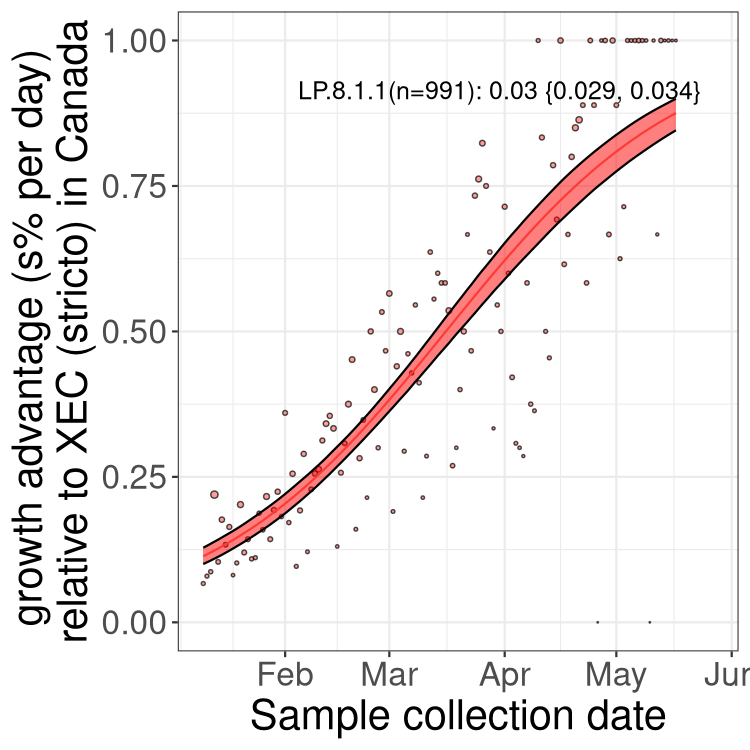 growth advantage (s% per day)
relative to XEC (stricto) in Canada
1.00
0.75
0.50
0.25
0.00
LP.8.1.1(n=991): 0.03 {0.029, 0.034}
Feb Mar Apr May Jun
Sample collection date